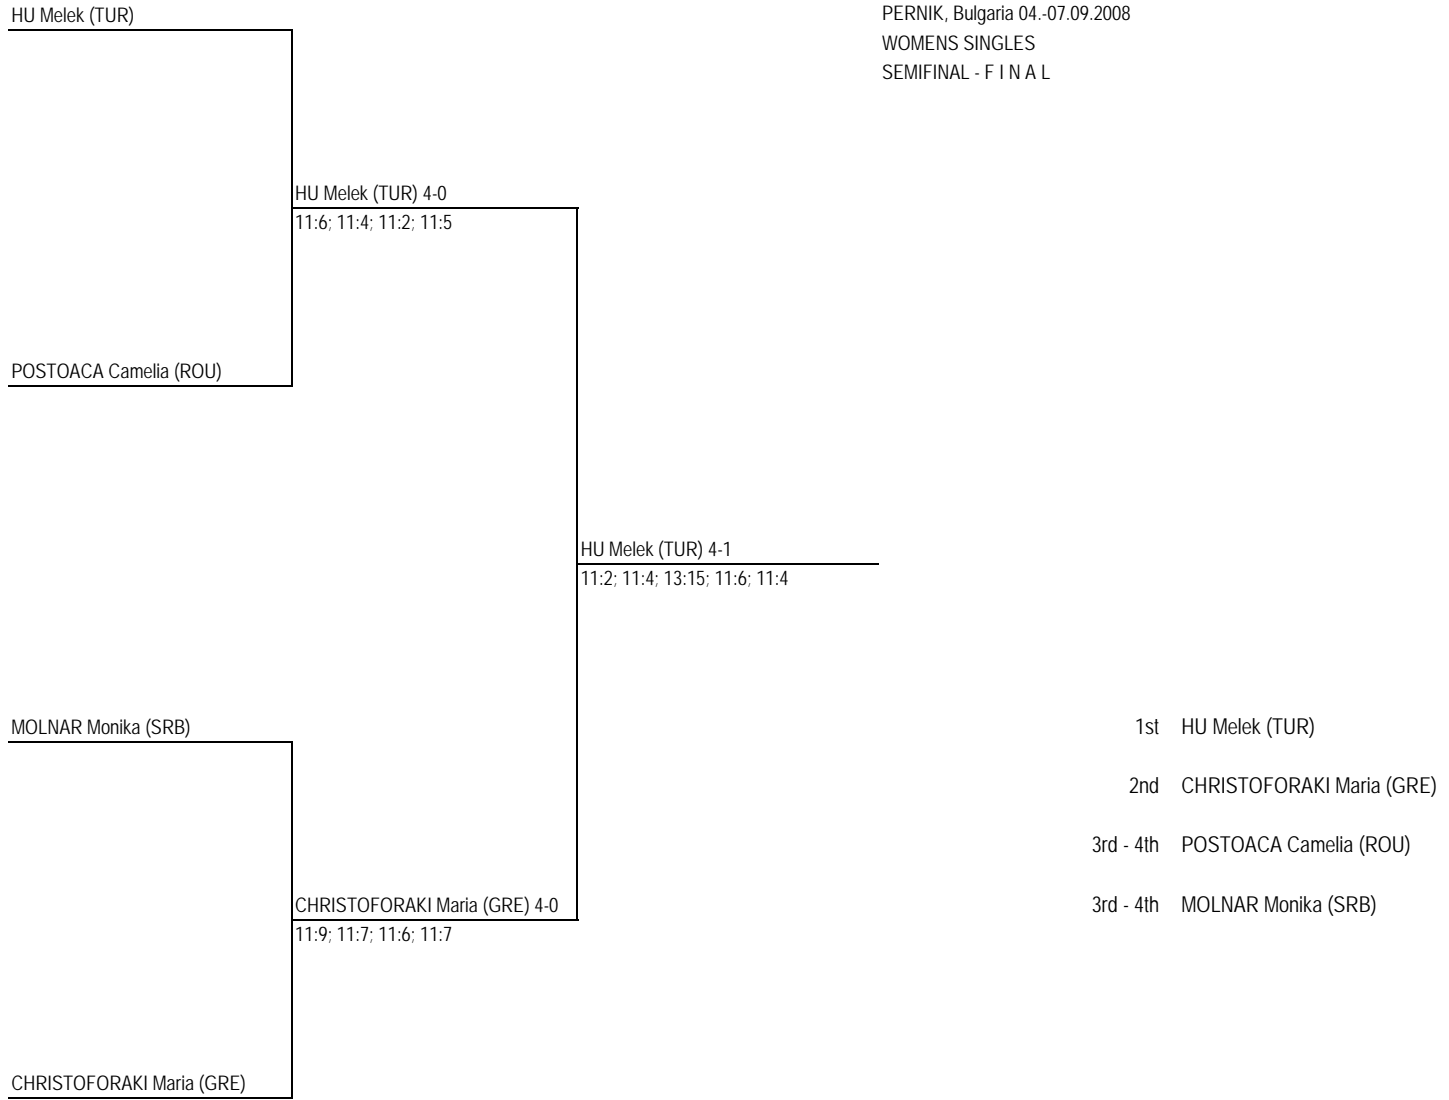 HU Melek (TUR)
PERNIK, Bulgaria 04.-07.09.2008
WOMENS SINGLES
SEMIFINAL - F I N A L
HU Melek (TUR) 4-0
11:6; 11:4; 11:2; 11:5
POSTOACA Camelia (ROU)
HU Melek (TUR) 4-1
11:2; 11:4; 13:15; 11:6; 11:4
MOLNAR Monika (SRB)
1st HU Melek (TUR)
2nd CHRISTOFORAKI Maria (GRE)
3rd - 4th POSTOACA Camelia (ROU)
CHRISTOFORAKI Maria (GRE) 4-0
3rd - 4th MOLNAR Monika (SRB)
11:9; 11:7; 11:6; 11:7
CHRISTOFORAKI Maria (GRE)